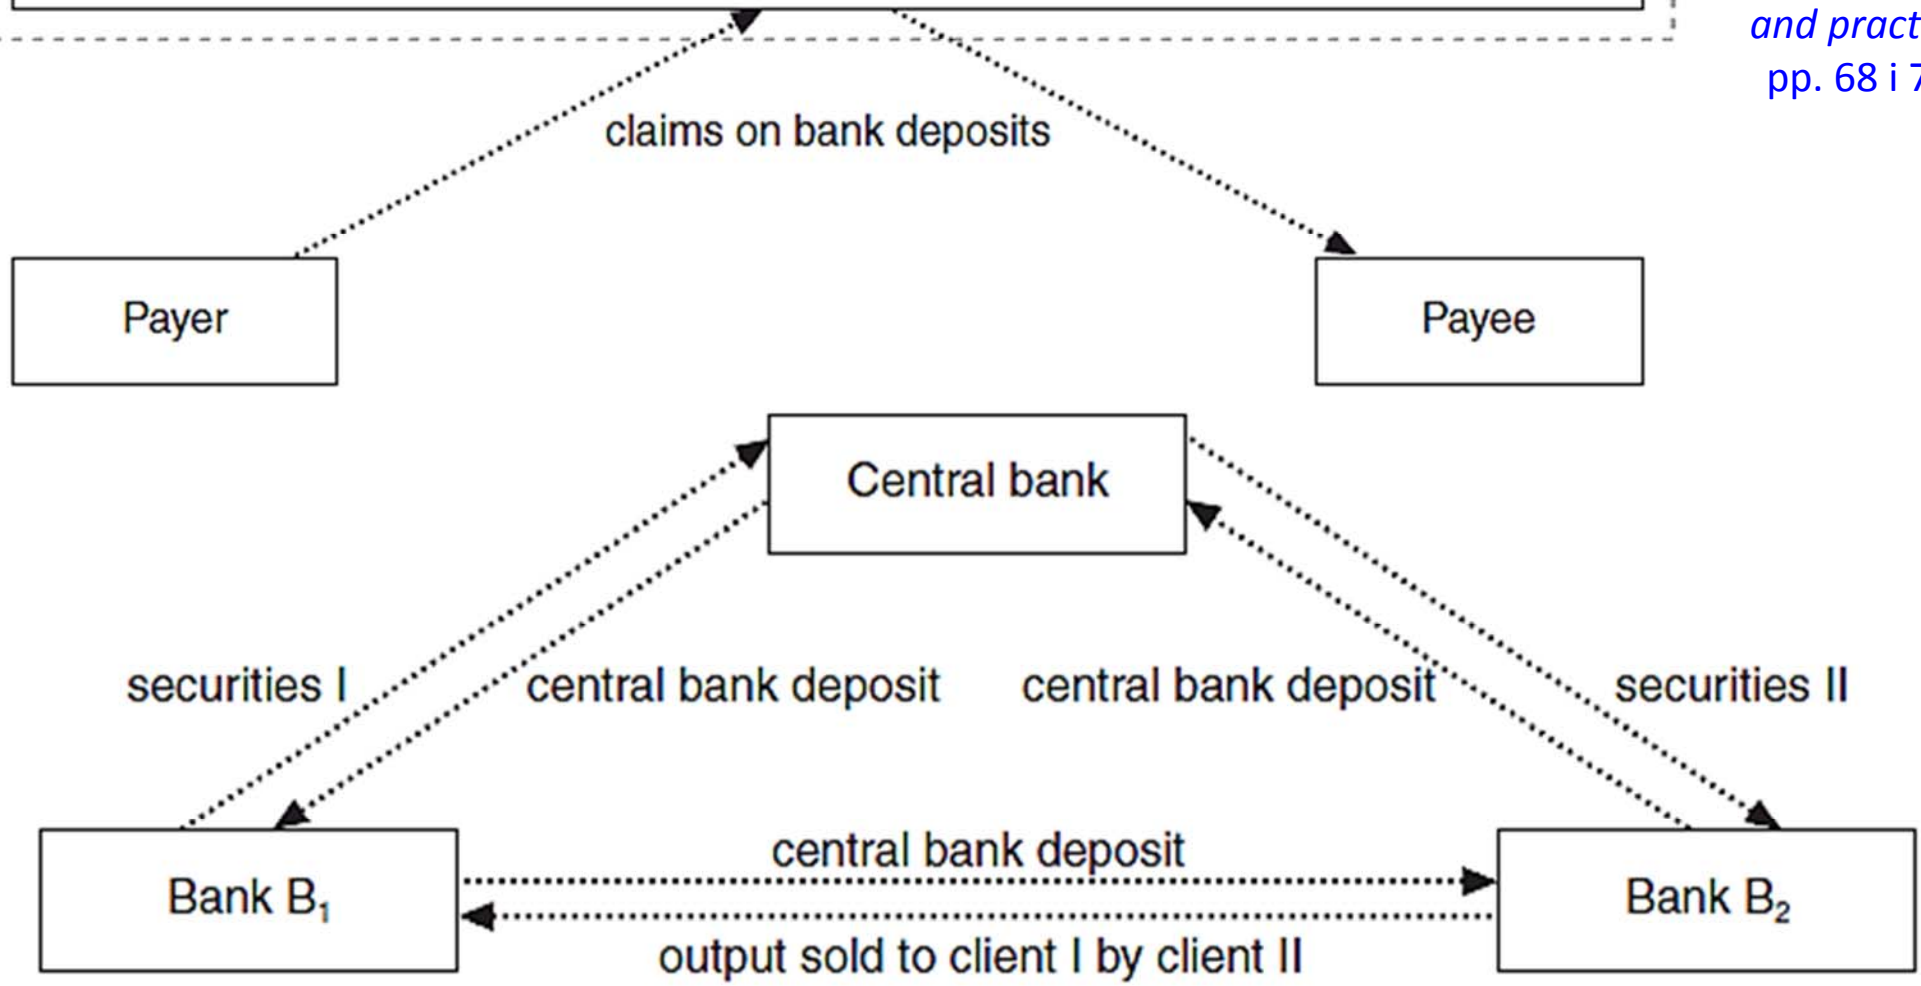 and pract
pp. 68 i 7
claims on bank deposits
Payer
Payee
Central bank
securities I
central bank deposit
central bank deposit
securities II
central bank deposit
Bank B₁
Bank B₂
output sold to client I by client II